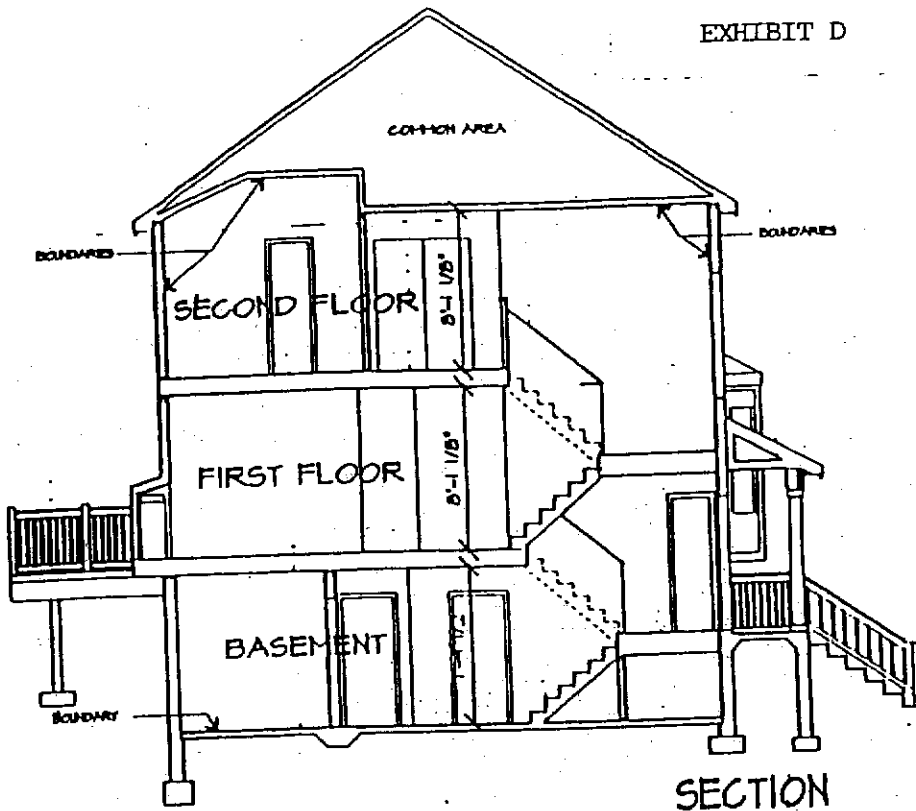 EXHIBIT D
COMMON AREA
BOUNDARIES
BOUNDARIES
SECOND FLOOR
8'-1 1/8"
FIRST FLOOR
8'-1 1/8"
BASEMENT
BOUNDARY
SECTION